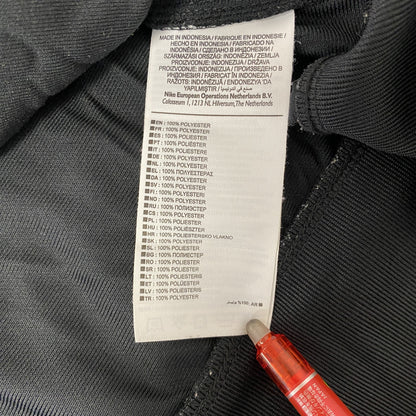 MADE IN INDONESIA / FABRIQUE EN INDONESIE /
HECHO EN INDONESIA / FABRICADO NA
INDONÉSIA / СДЕЛАНО В ИНДОНЕЗИИ /
SZÁRMAZÁSI ORSZÁG: INDONÉZIA / ZEMLJA
PROIZVODNJE: INDONEZIJA / DRŽAVA
PROIZVODNJE: INDONEZIJA / ПРОИЗВЕДЕНО В
ИНДОНЕЗИЯ / FABRICAT ÎN INDONEZIA /
RAŽOTS: INDONĒZIJĀ / ENDONEZYA'DA
YAPILMIŞTIR / صنع في اندونيسيا
Nike European Operations Netherlands B.V.
Colosseum 1, 1213 NL Hilversum, The Netherlands
EN : 100% POLYESTER
FR : 100% POLYESTER
ES : 100% POLIÉSTER
PT : 100% POLIÉSTER
IT : 100% POLIESTERE
DE : 100% POLYESTER
NL : 100% POLYESTER
EL : 100% ΠΟΛΥΕΣΤΕΡΑΣ
DA : 100% POLYESTER
SV : 100% POLYESTER
FI : 100% POLYESTERI
NO : 100% POLYESTER
RU : 100% ПОЛИЭСТЕР
CS : 100% POLYESTER
PL : 100% POLIESTER
HU : 100% POLIÉSZTER
HR : 100% POLIESTERSKO VLAKNO
SK : 100% POLYESTER
SL : 100% POLIESTER
BG : 100% ПОЛИЕСТЕР
RO : 100% POLIESTER
SR : 100% POLIESTER
LT : 100% POLIESTERIS
ET : 100% POLÜESTER
LV : 100% POLIESTERIS
TR : 100% POLYESTER
AR : 100% بوليستر